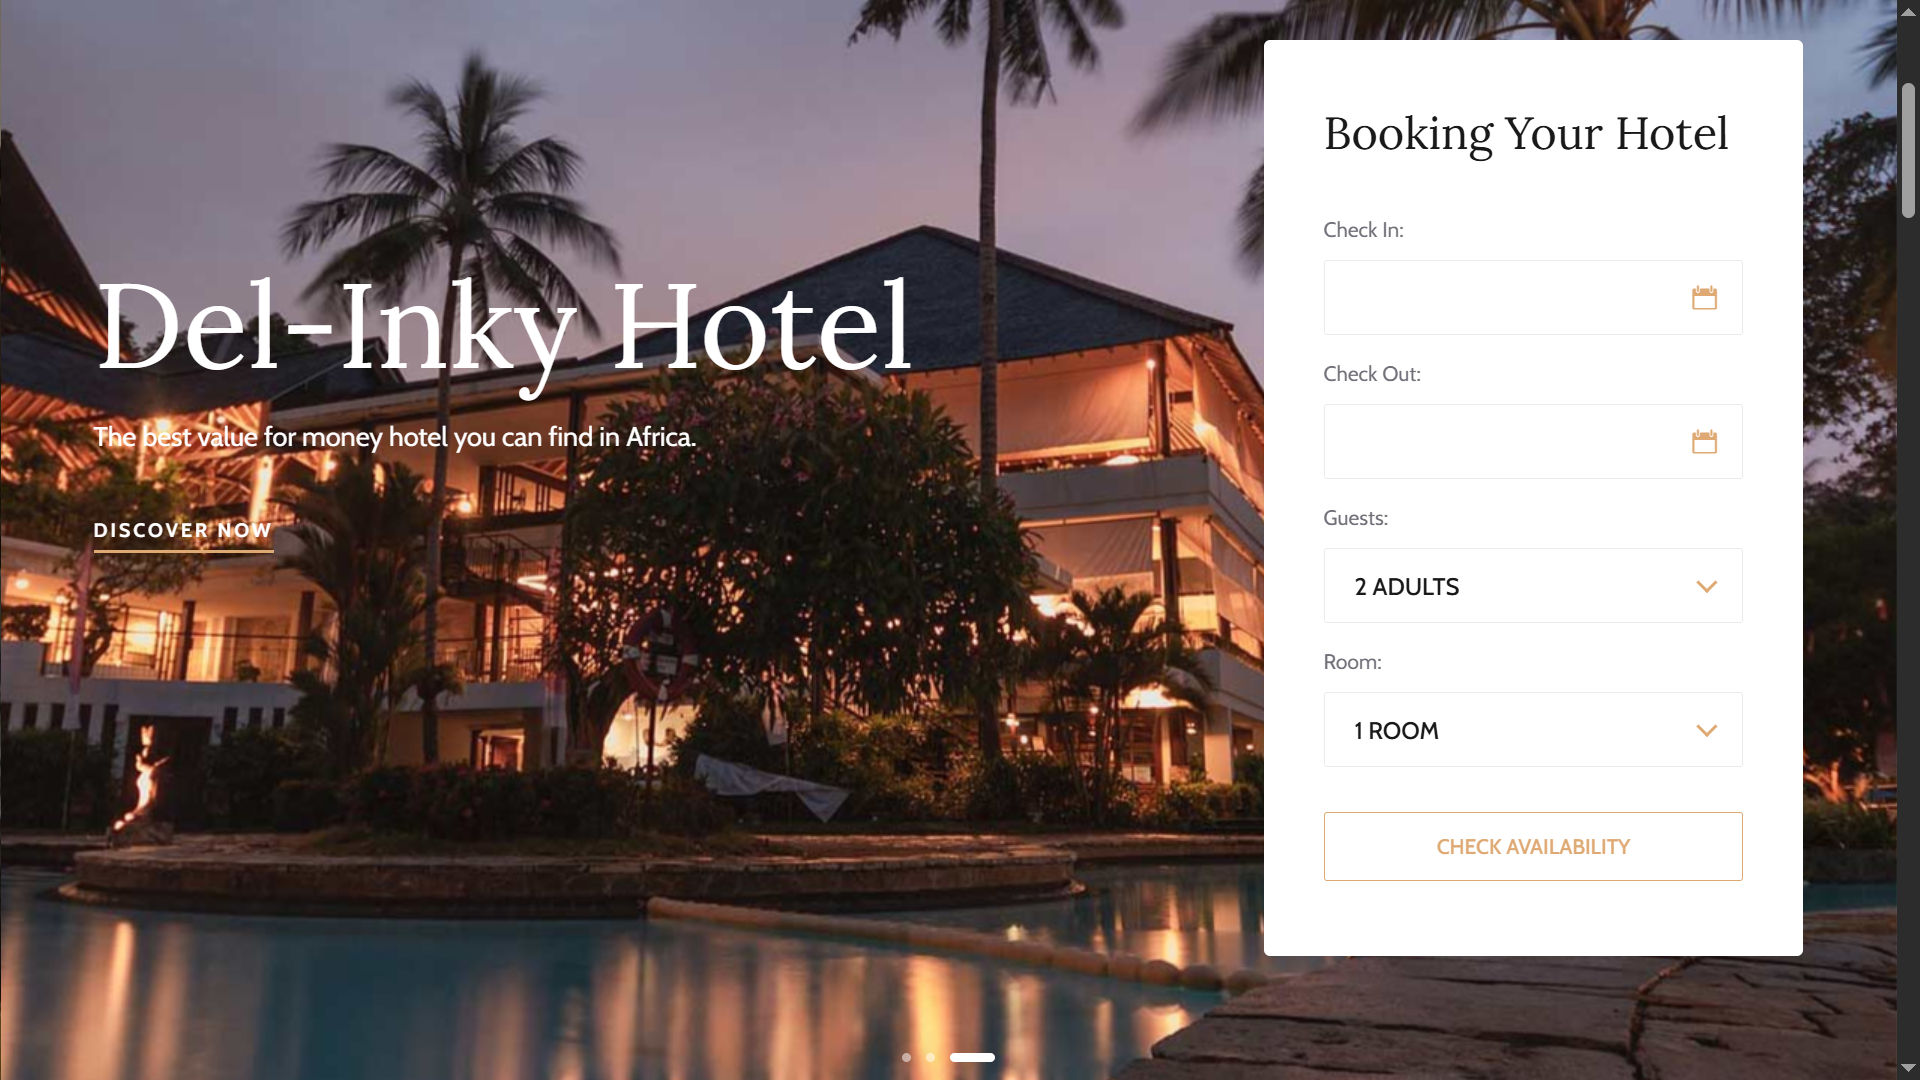 Del-Inky Hotel
The best value for money hotel you can find in Africa.
DISCOVER NOW
Booking Your Hotel
Check In:
Check Out:
Guests:
2 ADULTS
Room:
1 ROOM
CHECK AVAILABILITY